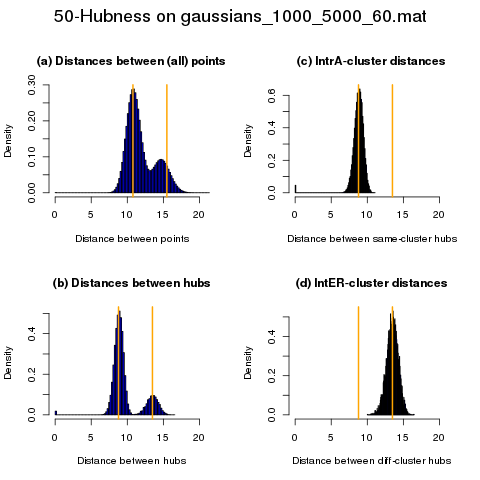 50-Hubness on gaussians_1000_5000_60.mat
(a) Distances between (all) points
Density
0.00 0.10 0.20 0.30
0 5 10 15 20
Distance between points
(c) IntrA-cluster distances
Density
0.0 0.2 0.4 0.6
0 5 10 15 20
Distance between same-cluster hubs
(b) Distances between hubs
Density
0.0 0.2 0.4
0 5 10 15 20
Distance between hubs
(d) IntER-cluster distances
Density
0.0 0.2 0.4
0 5 10 15 20
Distance between diff-cluster hubs